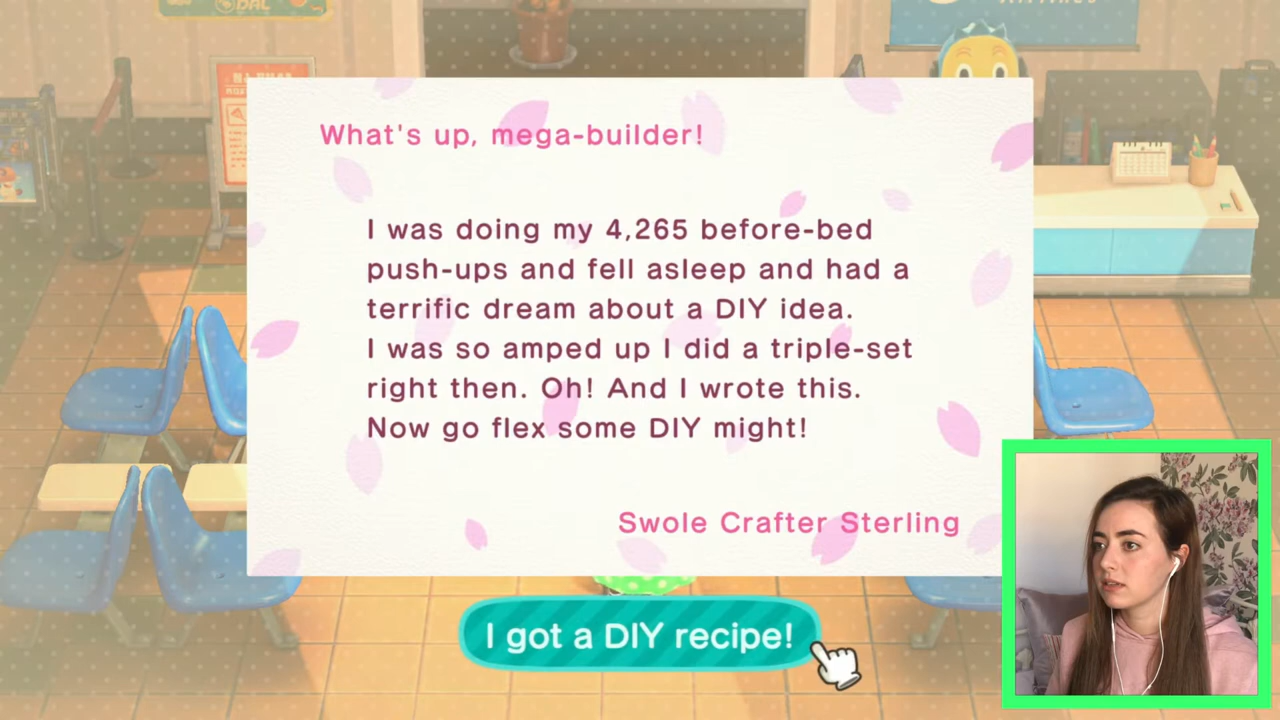 DAL
What's up, mega-builder!
I was doing my 4,265 before-bed
push-ups and fell asleep and had a
terrific dream about a DIY idea.
I was so amped up I did a triple-set
right then. Oh! And I wrote this.
Now go flex some DIY might!
Swole Crafter Sterling
I got a DIY recipe!